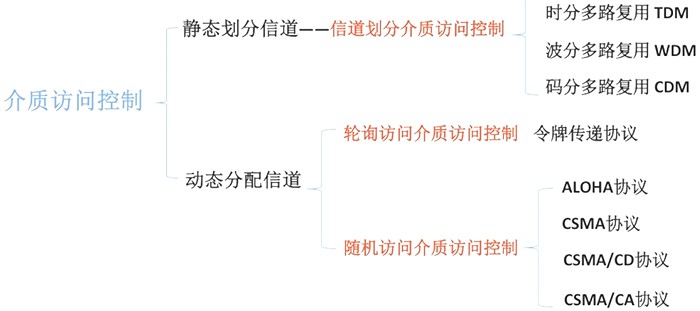 时分多路复用 TDM
静态划分信道——信道划分介质访问控制
波分多路复用 WDM
码分多路复用 CDM
介质访问控制
轮询访问介质访问控制 令牌传递协议
动态分配信道
ALOHA协议
CSMA协议
随机访问介质访问控制
CSMA/CD协议
CSMA/CA协议